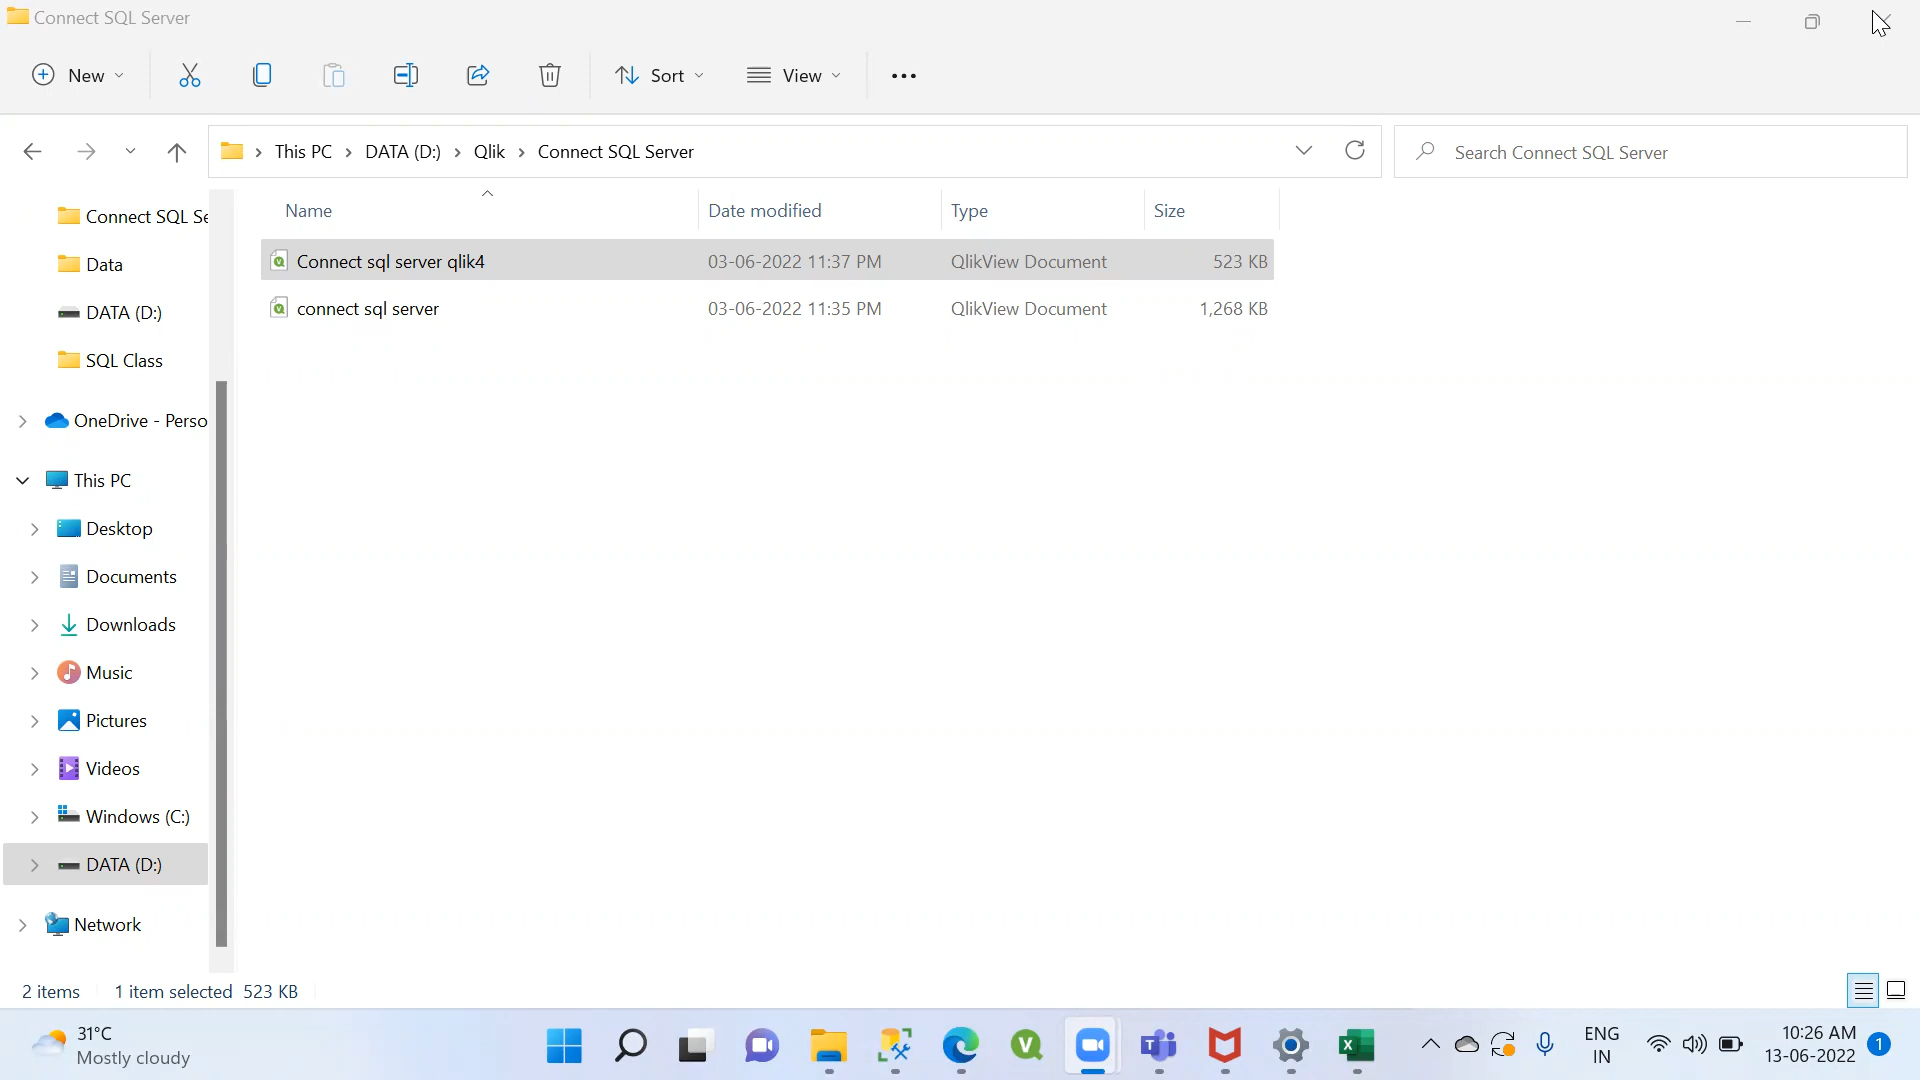 Connect SQL Server
New
Sort
View
This PC > DATA (D:) > Qlik > Connect SQL Server
Search Connect SQL Server
Name
Date modified
Type
Size
Connect sql server qlik4
03-06-2022 11:37 PM
QlikView Document
523 KB
connect sql server
03-06-2022 11:35 PM
QlikView Document
1,268 KB
Connect SQL Se
Data
DATA (D:)
SQL Class
OneDrive - Perso
This PC
Desktop
Documents
Downloads
Music
Pictures
Videos
Windows (C:)
DATA (D:)
Network
2 items
1 item selected 523 KB
31°C
Mostly cloudy
ENG
IN
10:26 AM
13-06-2022
1